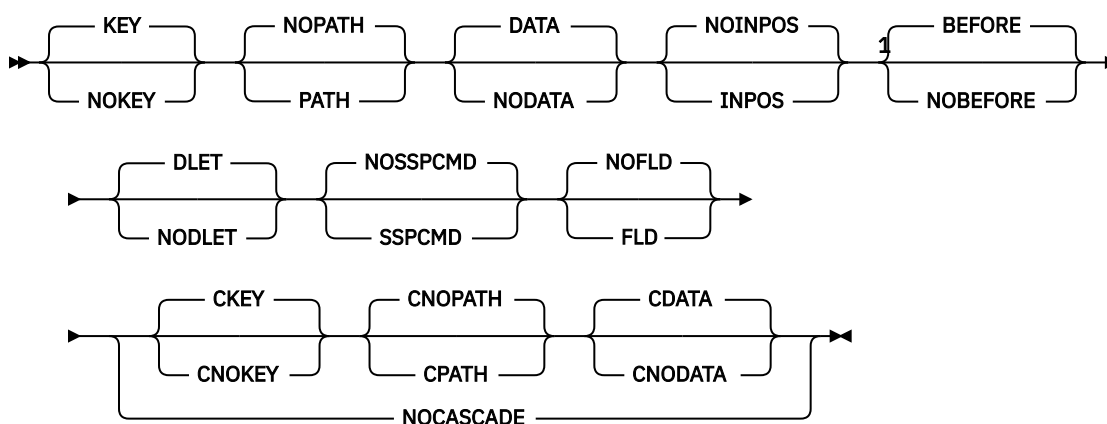 KEY NOPATH DATA NOINPOS 1 BEFORE
NOKEY PATH NODATA INPOS NOBEFORE
DLET NOSSPCMD NOFLD
NODLET SSPCMD FLD
CKEY CNOPATH CDATA
CNOKEY CPATH CNODATA
NOCASCADE